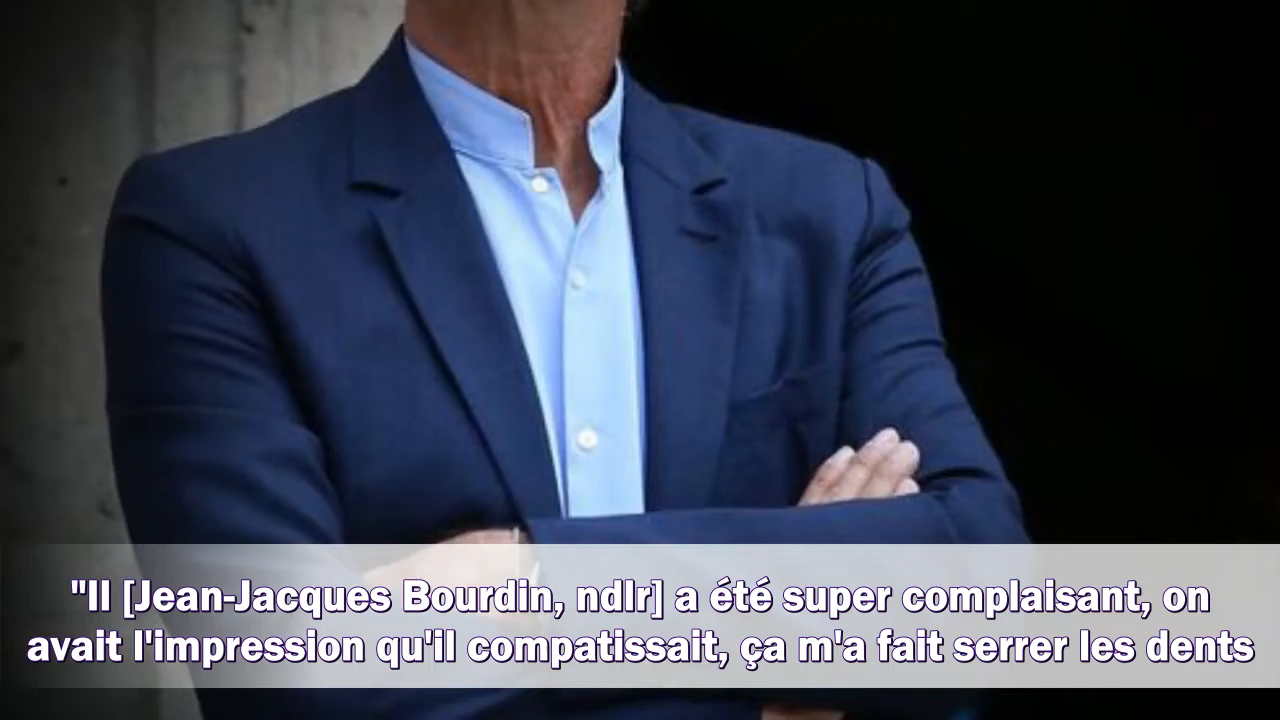 "Il [Jean-Jacques Bourdin, ndlr] a été super complaisant, on
avait l'impression qu'il compatissait, ça m'a fait serrer les dents